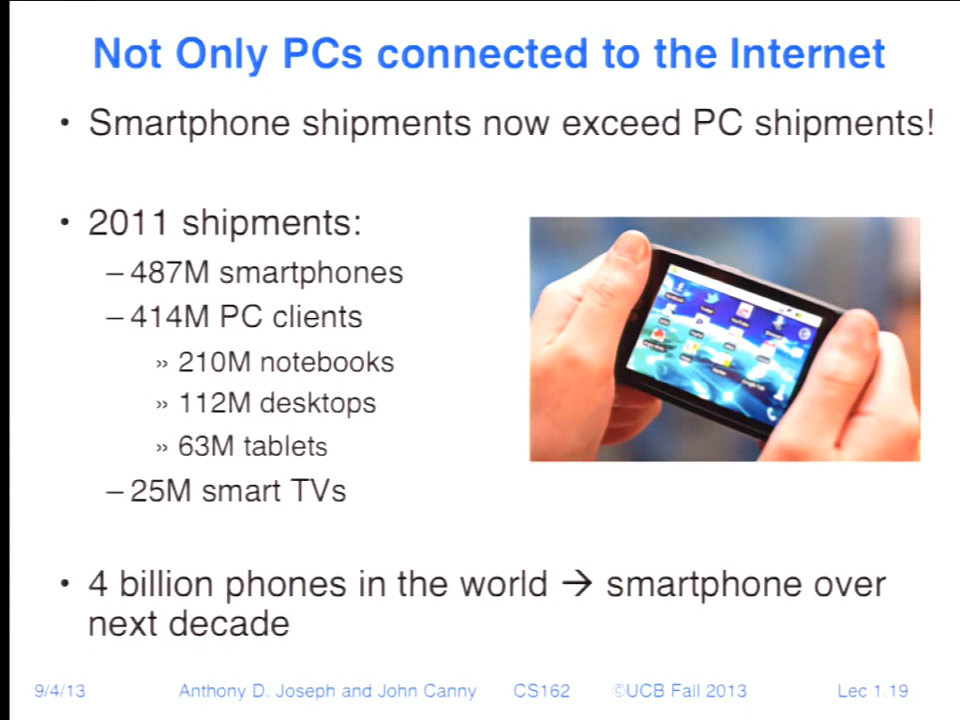 Not Only PCs connected to the Internet
• Smartphone shipments now exceed PC shipments!
• 2011 shipments:
– 487M smartphones
– 414M PC clients
» 210M notebooks
» 112M desktops
» 63M tablets
– 25M smart TVs
• 4 billion phones in the world → smartphone over
next decade
9/4/13 Anthony D. Joseph and John Canny CS162 ©UCB Fall 2013 Lec 1.19